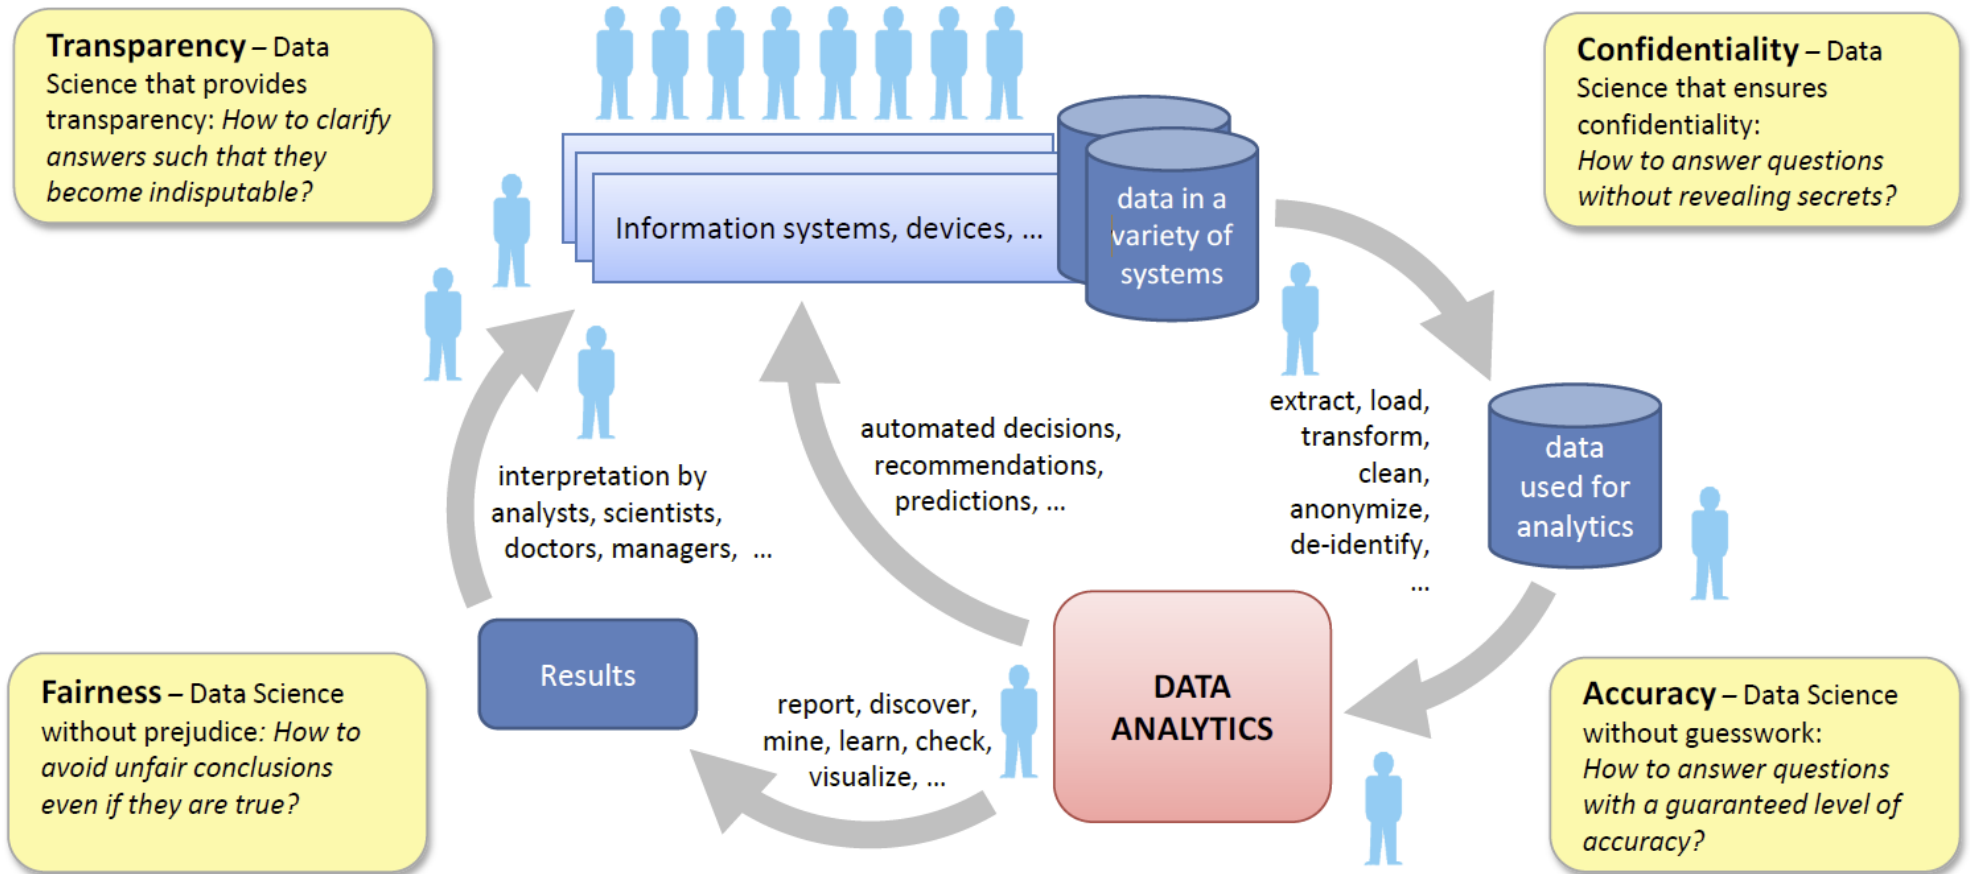 Transparency – Data
Science that provides
transparency: How to clarify
answers such that they
become indisputable?
Confidentiality – Data
Science that ensures
confidentiality:
How to answer questions
without revealing secrets?
Information systems, devices, ...
data in a
variety of
systems
extract, load,
transform,
clean,
anonymize,
de-identify,
...
data
used for
analytics
automated decisions,
recommendations,
predictions, ...
interpretation by
analysts, scientists,
doctors, managers, ...
Results
report, discover,
mine, learn, check,
visualize, ...
DATA
ANALYTICS
Fairness – Data Science
without prejudice: How to
avoid unfair conclusions
even if they are true?
Accuracy – Data Science
without guesswork:
How to answer questions
with a guaranteed level of
accuracy?